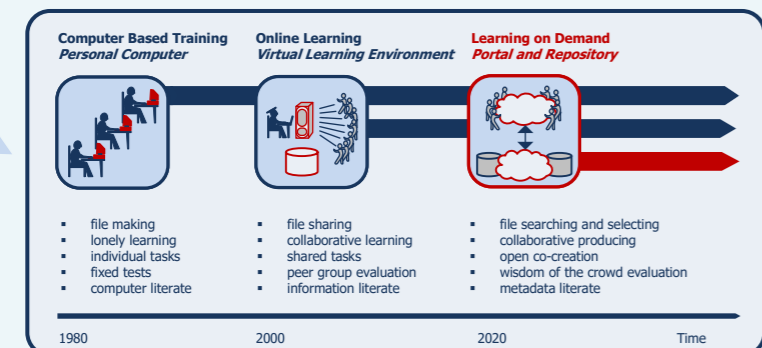 Computer Based Training
Personal Computer
Online Learning
Virtual Learning Environment
Learning on Demand
Portal and Repository
▪ file making
▪ lonely learning
▪ individual tasks
▪ fixed tests
▪ computer literate
▪ file sharing
▪ collaborative learning
▪ shared tasks
▪ peer group evaluation
▪ information literate
▪ file searching and selecting
▪ collaborative producing
▪ open co-creation
▪ wisdom of the crowd evaluation
▪ metadata literate
1980
2000
2020
Time